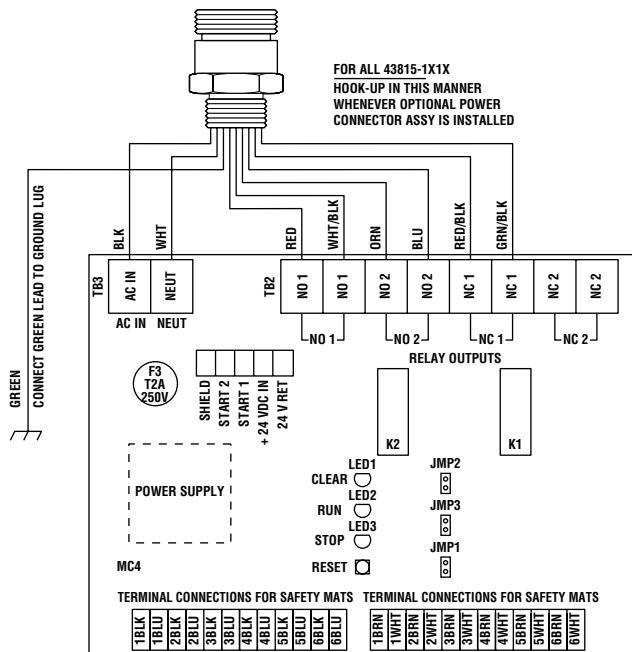 FOR ALL 43815-1X1X
HOOK-UP IN THIS MANNER
WHENEVER OPTIONAL POWER
CONNECTOR ASSY IS INSTALLED
GREEN
CONNECT GREEN LEAD TO GROUND LUG
BLK
WHT
RED
WHT/BLK
ORN
BLU
RED/BLK
GRN/BLK
TB3
AC IN
NEUT
TB2
NO 1
NO 1
NO 2
NO 2
NC 1
NC 1
NC 2
NC 2
AC IN NEUT
NO 1
NO 2
NC 1
NC 2
RELAY OUTPUTS
F3
T2A
250V
SHIELD
START 2
START 1
+ 24 VDC IN
24 V RET
K2
K1
POWER SUPPLY
LED1
CLEAR
LED2
RUN
LED3
STOP
RESET
JMP2
JMP3
JMP1
MC4
TERMINAL CONNECTIONS FOR SAFETY MATS
1BLK
1BLU
2BLK
2BLU
3BLK
3BLU
4BLK
4BLU
5BLK
5BLU
6BLK
6BLU
TERMINAL CONNECTIONS FOR SAFETY MATS
1BRN
1WHT
2BRN
2WHT
3BRN
3WHT
4BRN
4WHT
5BRN
5WHT
6BRN
6WHT